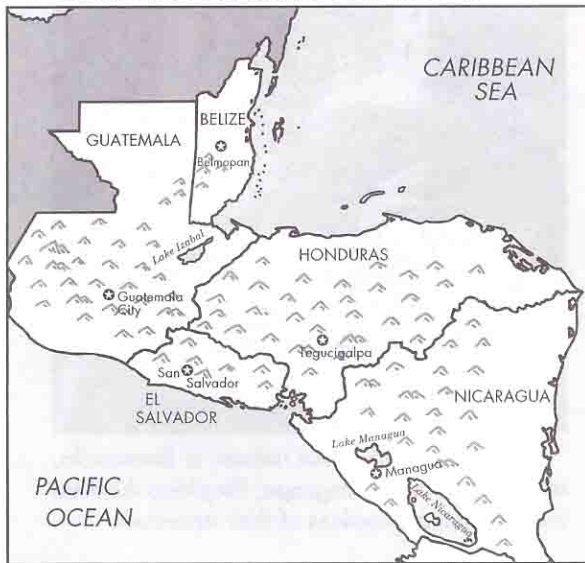 CARIBBEAN
SEA
BELIZE
GUATEMALA
Belmopan
Lake Izabal
HONDURAS
Guatemala
City
Tegucigalpa
San
Salvador
EL
SALVADOR
NICARAGUA
Lake Managua
Managua
Lake Nicaragua
PACIFIC
OCEAN